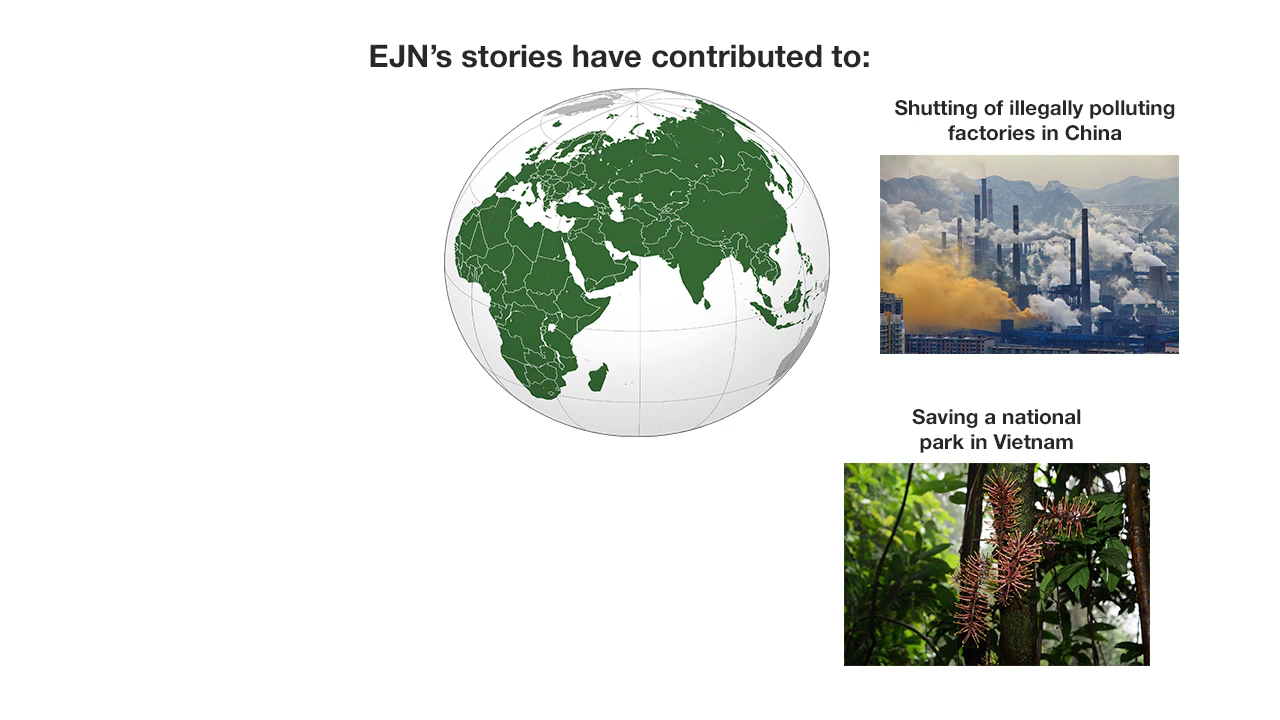 EJN’s stories have contributed to:
Shutting of illegally polluting
factories in China
Saving a national
park in Vietnam